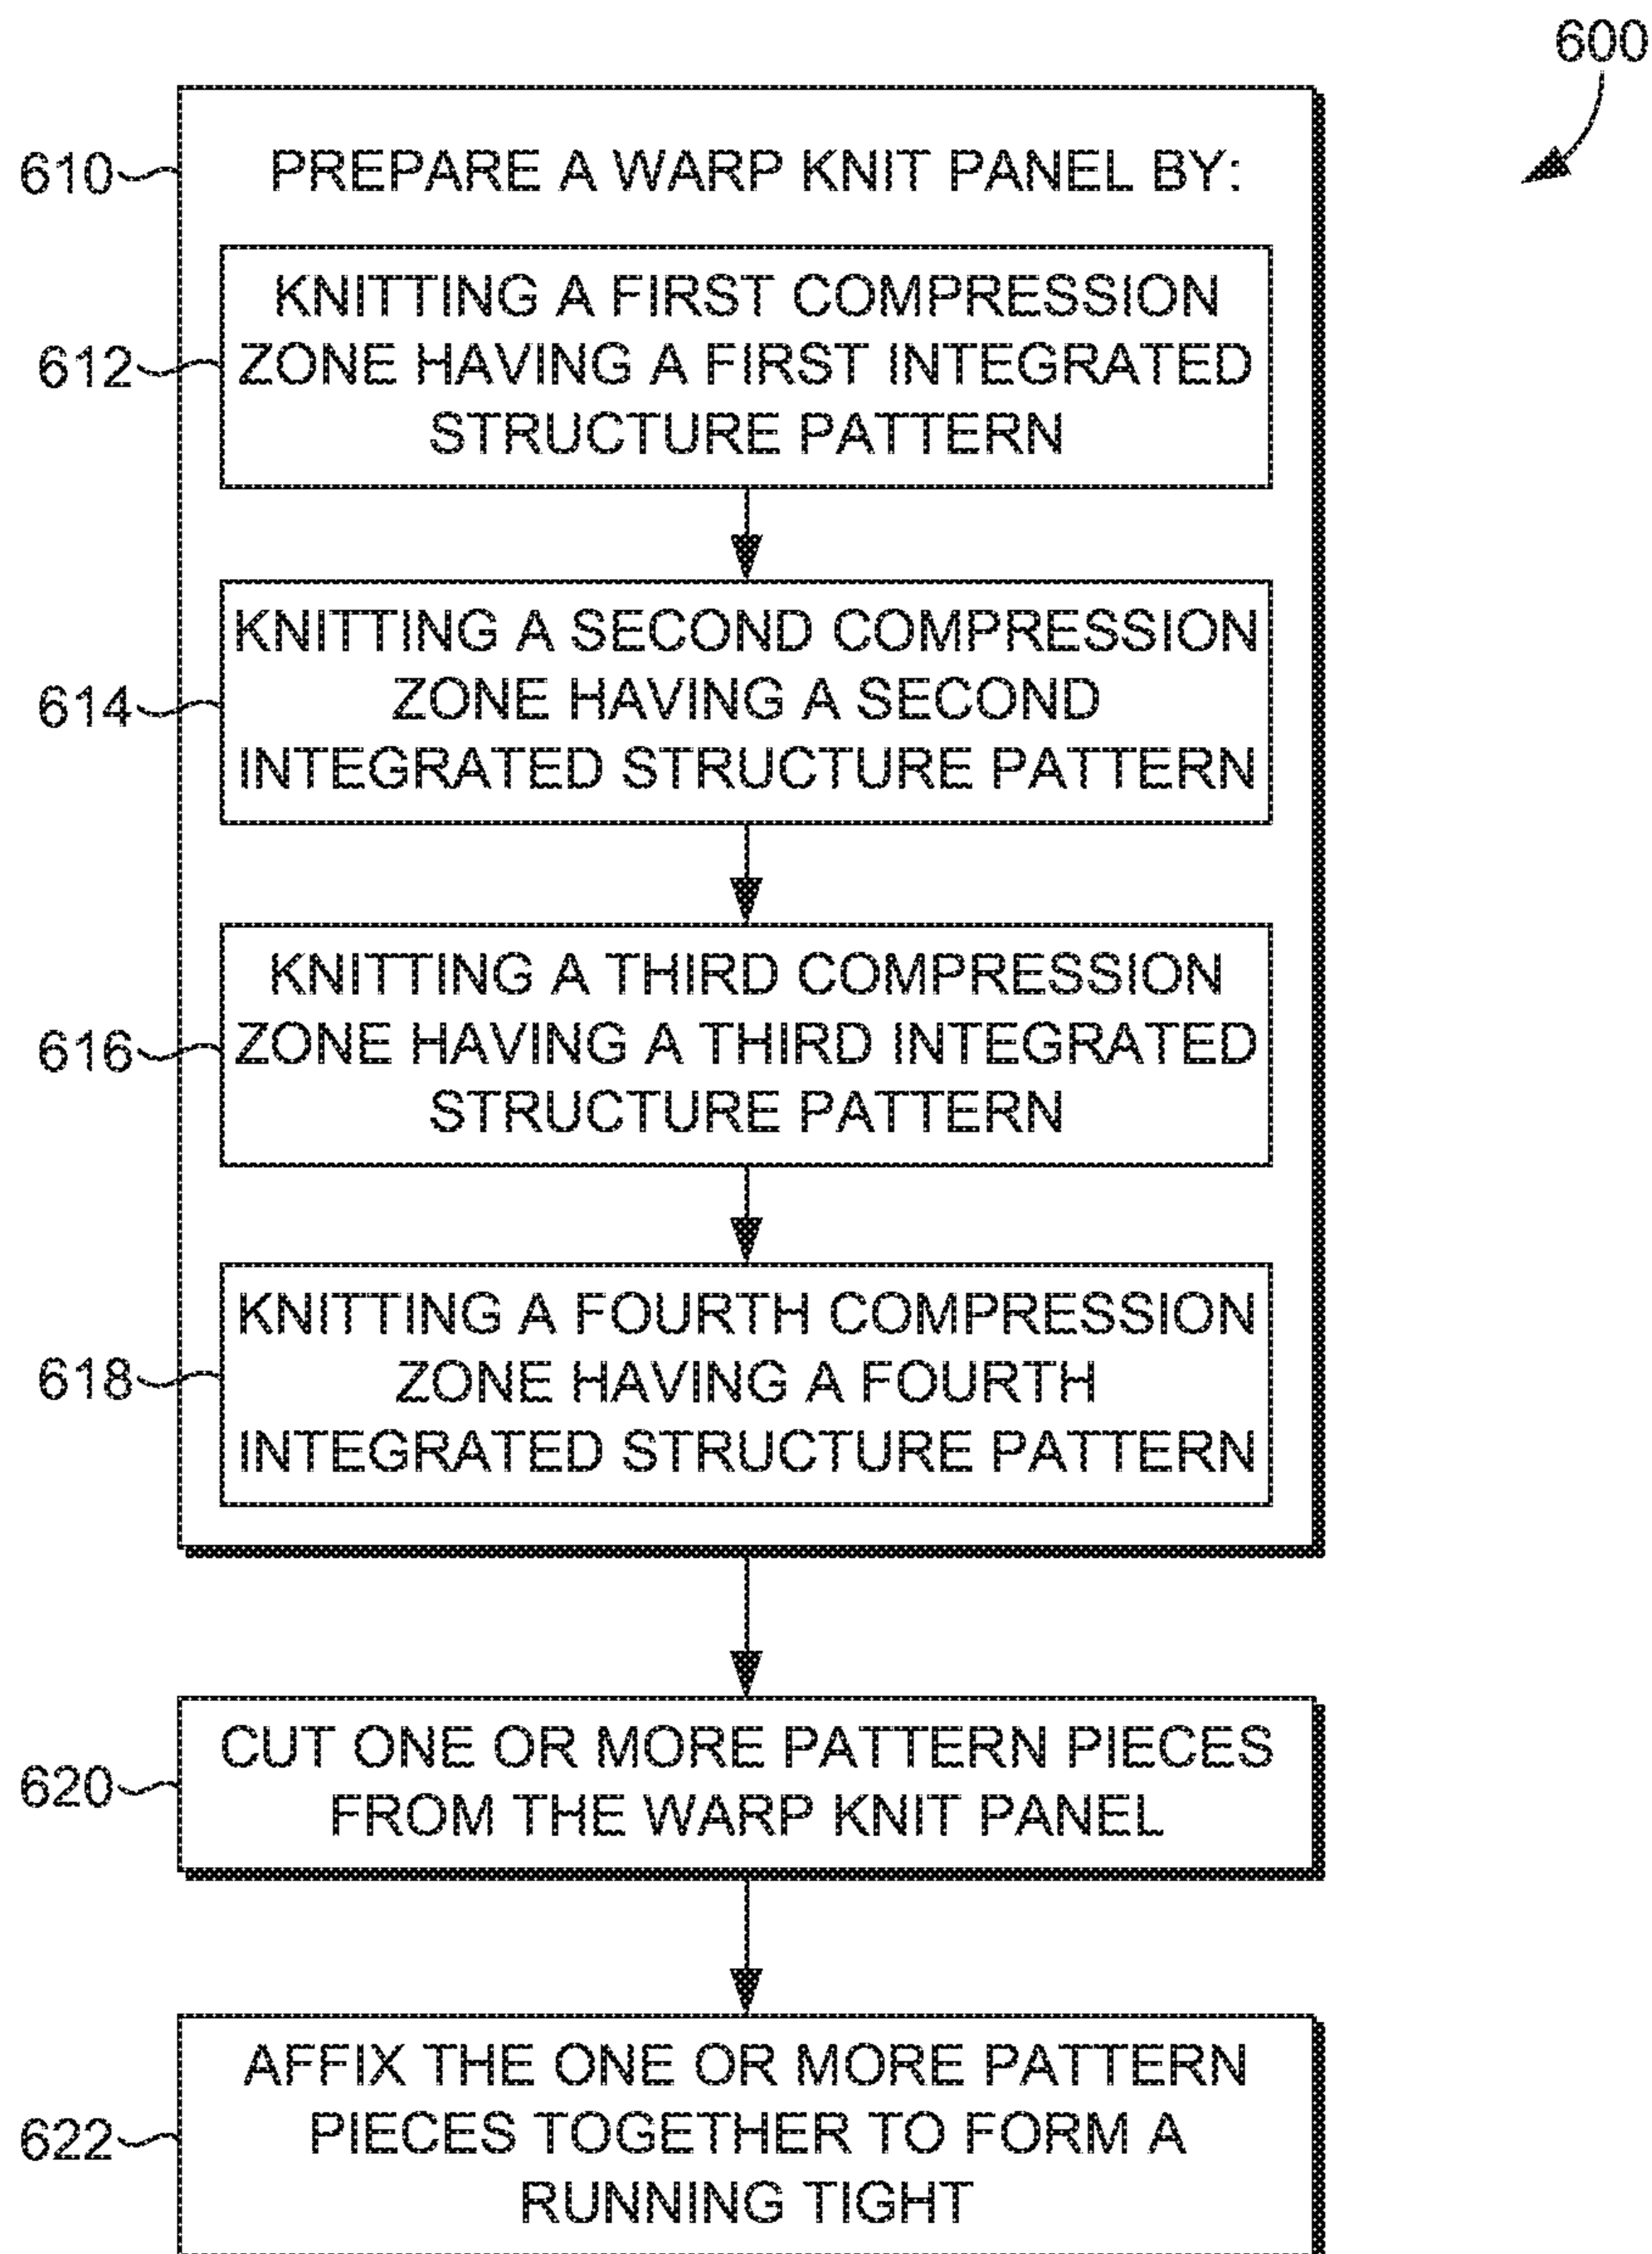 600
610
PREPARE A WARP KNIT PANEL BY:
612
KNITTING A FIRST COMPRESSION
ZONE HAVING A FIRST INTEGRATED
STRUCTURE PATTERN
614
KNITTING A SECOND COMPRESSION
ZONE HAVING A SECOND
INTEGRATED STRUCTURE PATTERN
616
KNITTING A THIRD COMPRESSION
ZONE HAVING A THIRD INTEGRATED
STRUCTURE PATTERN
618
KNITTING A FOURTH COMPRESSION
ZONE HAVING A FOURTH
INTEGRATED STRUCTURE PATTERN
620
CUT ONE OR MORE PATTERN PIECES
FROM THE WARP KNIT PANEL
622
AFFIX THE ONE OR MORE PATTERN
PIECES TOGETHER TO FORM A
RUNNING TIGHT